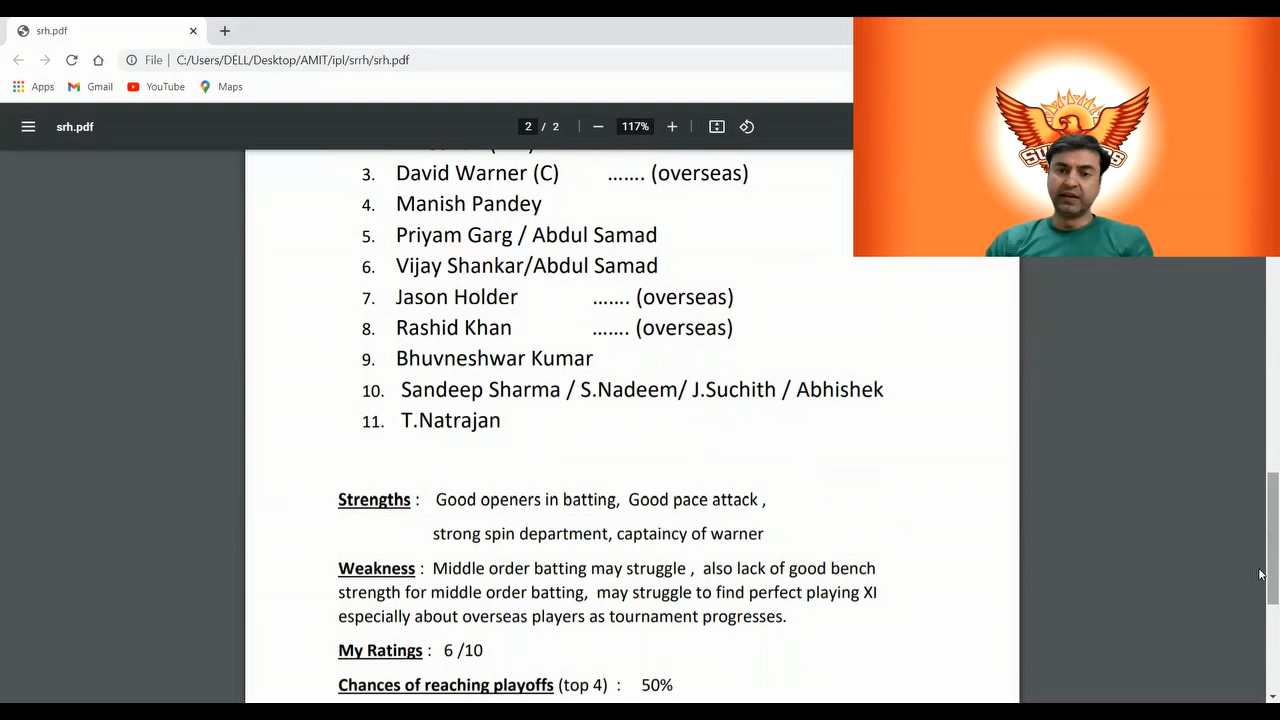 srh.pdf
File C:/Users/DELL/Desktop/AMIT/ipl/srrh/srh.pdf
Apps Gmail YouTube Maps
srh.pdf 2 / 2 117%
3. David Warner (C) ....... (overseas)
4. Manish Pandey
5. Priyam Garg / Abdul Samad
6. Vijay Shankar/Abdul Samad
7. Jason Holder ....... (overseas)
8. Rashid Khan ....... (overseas)
9. Bhuvneshwar Kumar
10. Sandeep Sharma / S.Nadeem/ J.Suchith / Abhishek
11. T.Natrajan
Strengths : Good openers in batting, Good pace attack ,
strong spin department, captaincy of warner
Weakness : Middle order batting may struggle , also lack of good bench
strength for middle order batting, may struggle to find perfect playing XI
especially about overseas players as tournament progresses.
My Ratings : 6 /10
Chances of reaching playoffs (top 4) : 50%